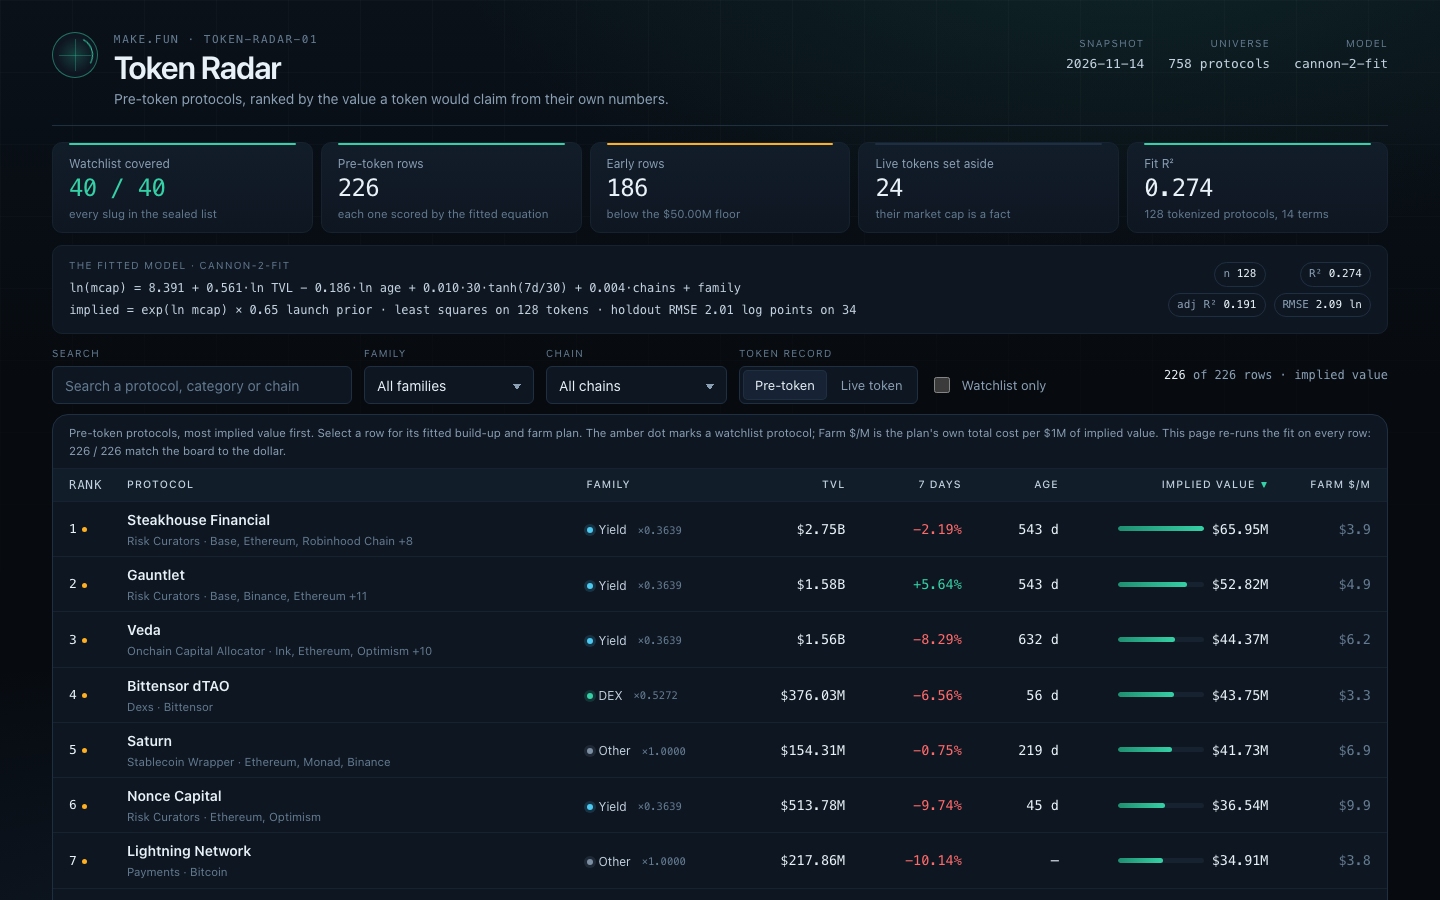 MAKE.FUN · TOKEN-RADAR-01
Token Radar
Pre-token protocols, ranked by the value a token would claim from their own numbers.
SNAPSHOT UNIVERSE MODEL
2026-11-14 758 protocols cannon-2-fit
Watchlist covered
40 / 40
every slug in the sealed list
Pre-token rows
226
each one scored by the fitted equation
Early rows
186
below the $50.00M floor
Live tokens set aside
24
their market cap is a fact
Fit R²
0.274
128 tokenized protocols, 14 terms
THE FITTED MODEL · CANNON-2-FIT
ln(mcap) = 8.391 + 0.561·ln TVL − 0.186·ln age + 0.010·30·tanh(7d/30) + 0.004·chains + family
implied = exp(ln mcap) × 0.65 launch prior · least squares on 128 tokens · holdout RMSE 2.01 log points on 34
n 128 R² 0.274
adj R² 0.191 RMSE 2.09 ln
SEARCH FAMILY CHAIN TOKEN RECORD
Search a protocol, category or chain All families All chains Pre-token Live token Watchlist only
226 of 226 rows · implied value
Pre-token protocols, most implied value first. Select a row for its fitted build-up and farm plan. The amber dot marks a watchlist protocol; Farm $/M is the plan's own total cost per $1M of implied value. This page re-runs the fit on every row:
226 / 226 match the board to the dollar.
RANK PROTOCOL FAMILY TVL 7 DAYS AGE IMPLIED VALUE ▼ FARM $/M
1 Steakhouse Financial Yield ×0.3639 $2.75B −2.19% 543 d $65.95M $3.9
Risk Curators · Base, Ethereum, Robinhood Chain +8
2 Gauntlet Yield ×0.3639 $1.58B +5.64% 543 d $52.82M $4.9
Risk Curators · Base, Binance, Ethereum +11
3 Veda Yield ×0.3639 $1.56B −8.29% 632 d $44.37M $6.2
Onchain Capital Allocator · Ink, Ethereum, Optimism +10
4 Bittensor dTAO DEX ×0.5272 $376.03M −6.56% 56 d $43.75M $3.3
Dexs · Bittensor
5 Saturn Other ×1.0000 $154.31M −0.75% 219 d $41.73M $6.9
Stablecoin Wrapper · Ethereum, Monad, Binance
6 Nonce Capital Yield ×0.3639 $513.78M −9.74% 45 d $36.54M $9.9
Risk Curators · Ethereum, Optimism
7 Lightning Network Other ×1.0000 $217.86M −10.14% — $34.91M $3.8
Payments · Bitcoin